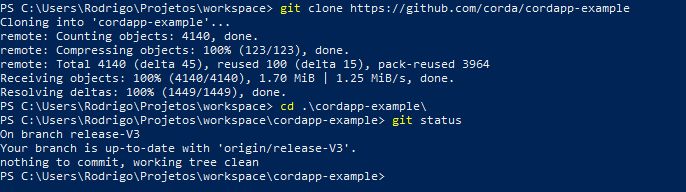 PS C:\Users\Rodrigo\Projetos\workspace> git clone https://github.com/corda/cordapp-example
Cloning into 'cordapp-example'...
remote: Counting objects: 4140, done.
remote: Compressing objects: 100% (123/123), done.
remote: Total 4140 (delta 45), reused 100 (delta 15), pack-reused 3964
Receiving objects: 100% (4140/4140), 1.70 MiB | 1.25 MiB/s, done.
Resolving deltas: 100% (1449/1449), done.
PS C:\Users\Rodrigo\Projetos\workspace> cd .\cordapp-example\
PS C:\Users\Rodrigo\Projetos\workspace\cordapp-example> git status
On branch release-V3
Your branch is up-to-date with 'origin/release-V3'.
nothing to commit, working tree clean
PS C:\Users\Rodrigo\Projetos\workspace\cordapp-example>